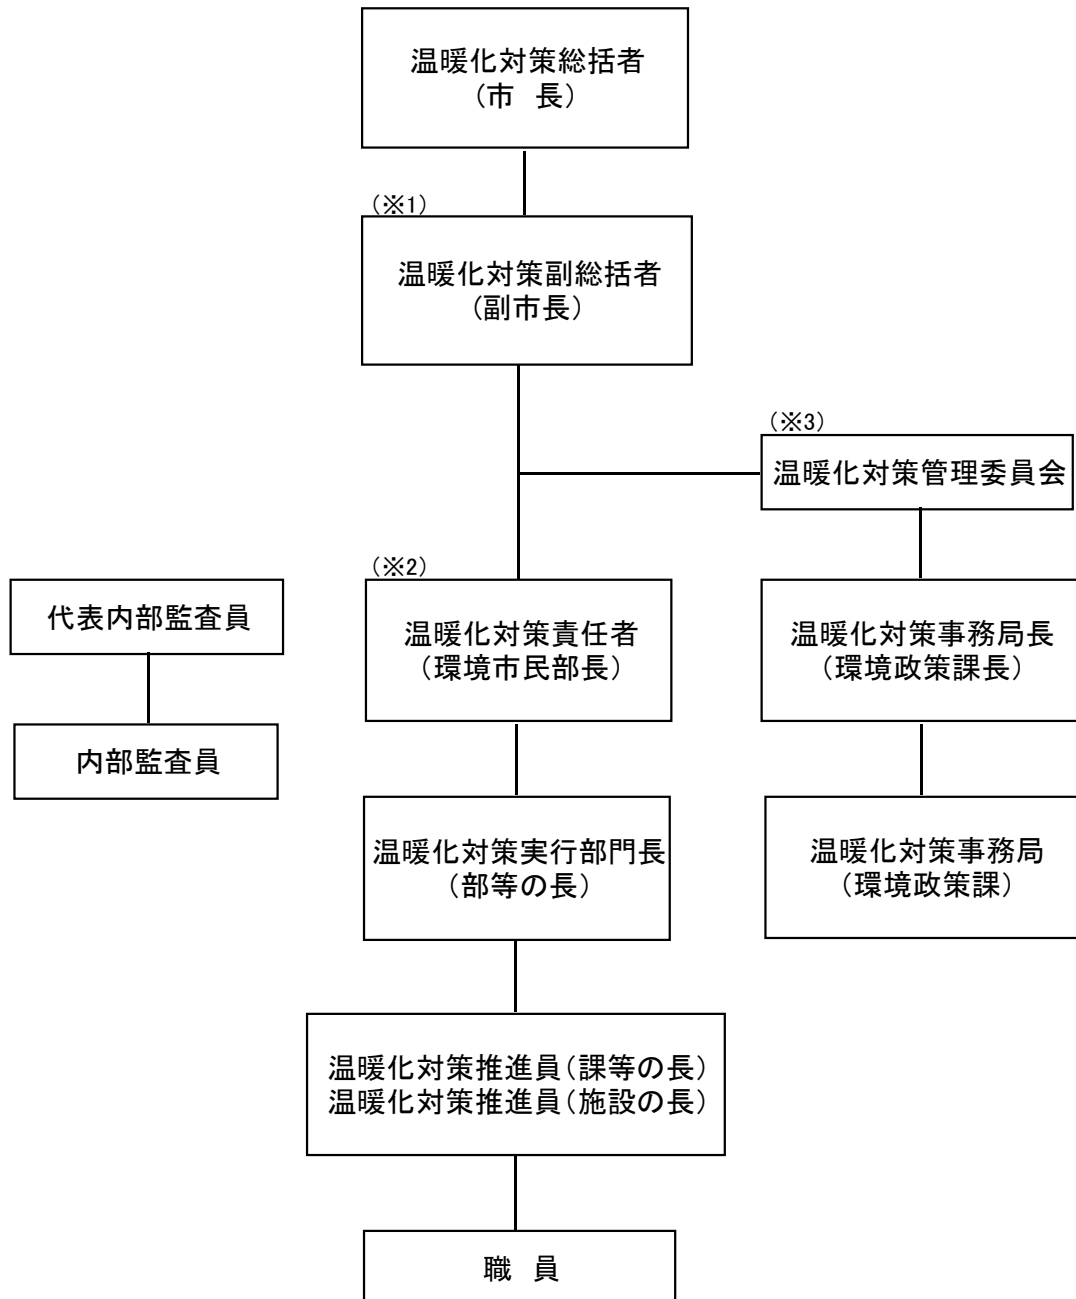 温暖化対策総括者
(市 長)
(※1)
温暖化対策副総括者
(副市長)
(※3)
温暖化対策管理委員会
(※2)
代表内部監査員
温暖化対策責任者
(環境市民部長)
温暖化対策事務局長
(環境政策課長)
内部監査員
温暖化対策実行部門長
(部等の長)
温暖化対策事務局
(環境政策課)
温暖化対策推進員(課等の長)
温暖化対策推進員(施設の長)
職 員